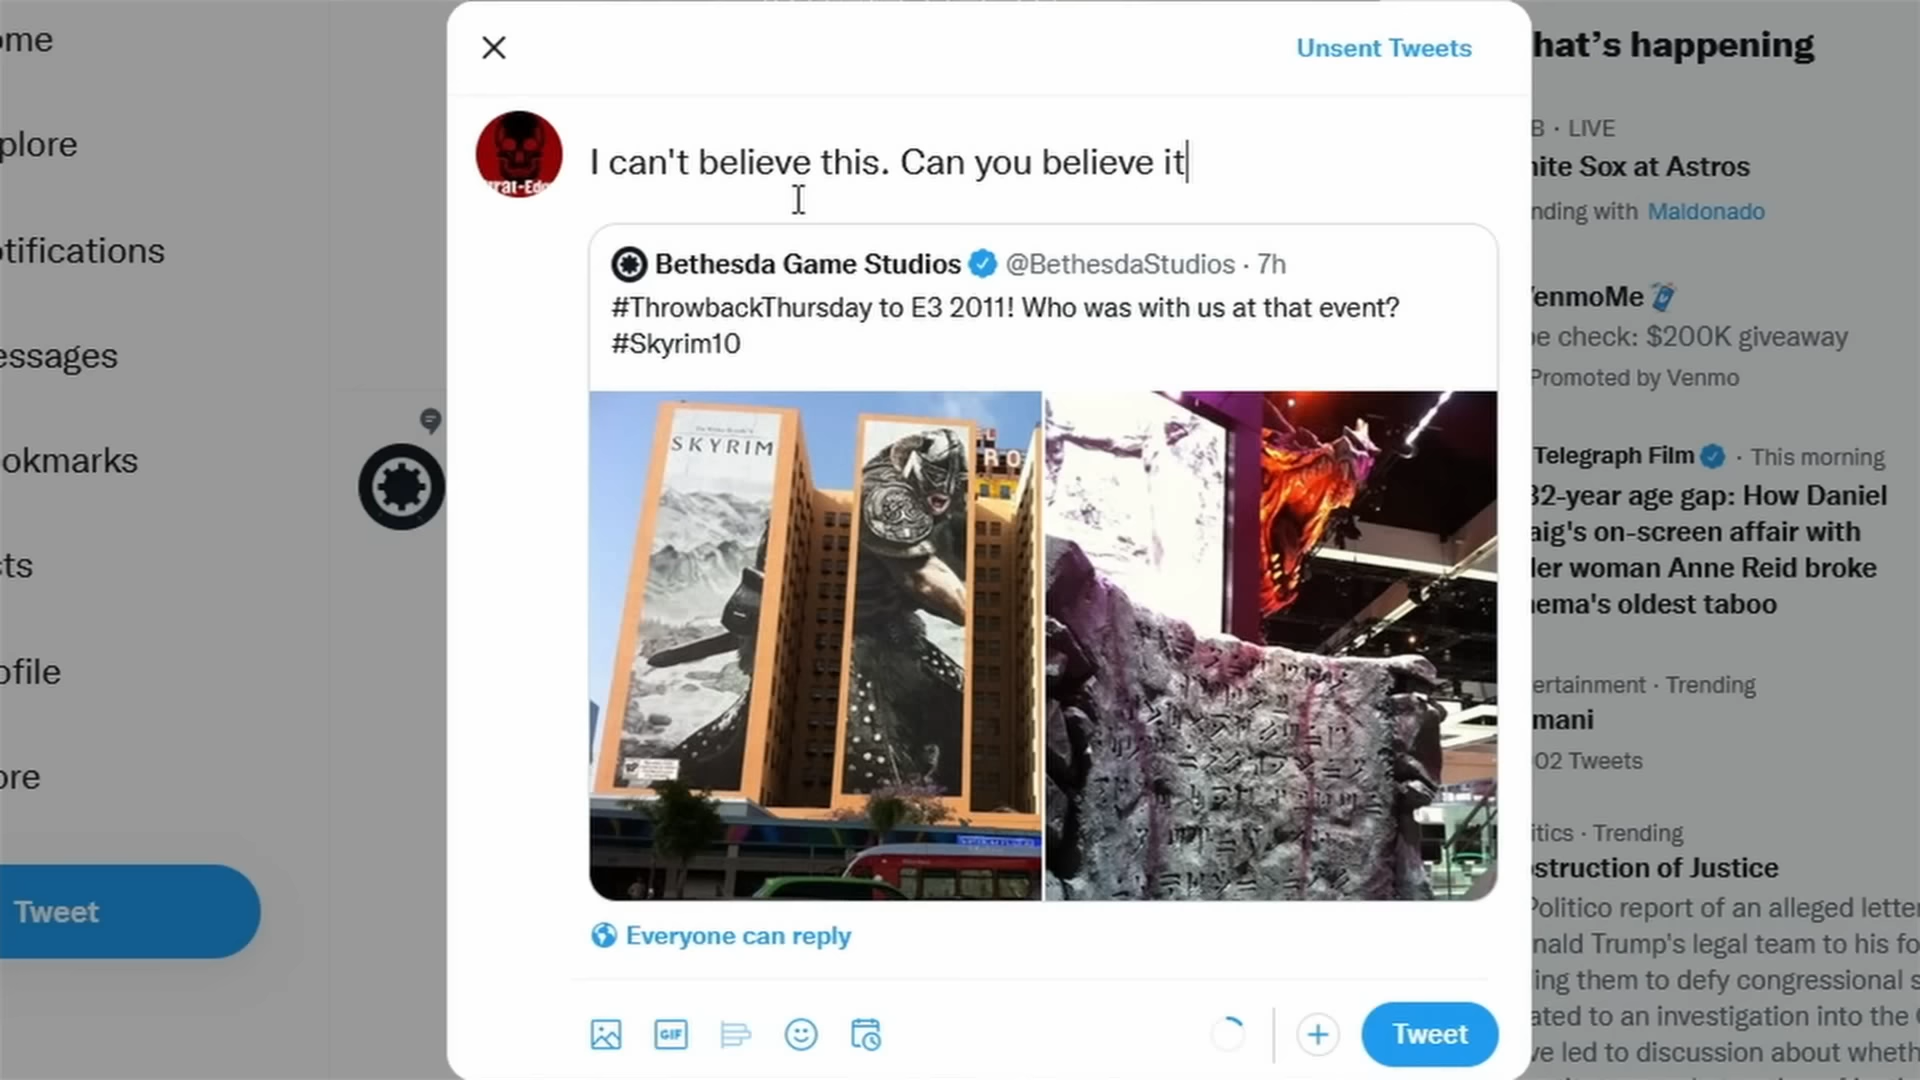 ome
plore
otifications
essages
okmarks
sts
ofile
ore
Tweet
Unsent Tweets
I can't believe this. Can you believe it
Bethesda Game Studios @BethesdaStudios · 7h
#ThrowbackThursday to E3 2011! Who was with us at that event?
#Skyrim10
SKYRIM
Everyone can reply
GIF
Tweet
hat's happening
B · LIVE
ite Sox at Astros
nding with Maldonado
enmoMe
e check: $200K giveaway
Promoted by Venmo
Telegraph Film · This morning
32-year age gap: How Daniel
aig's on-screen affair with
er woman Anne Reid broke
ema's oldest taboo
ertainment · Trending
mani
02 Tweets
itics · Trending
struction of Justice
Politico report of an alleged letter
nald Trump's legal team to his fo
ing them to defy congressional s
ated to an investigation into the
ve led to discussion about wheth